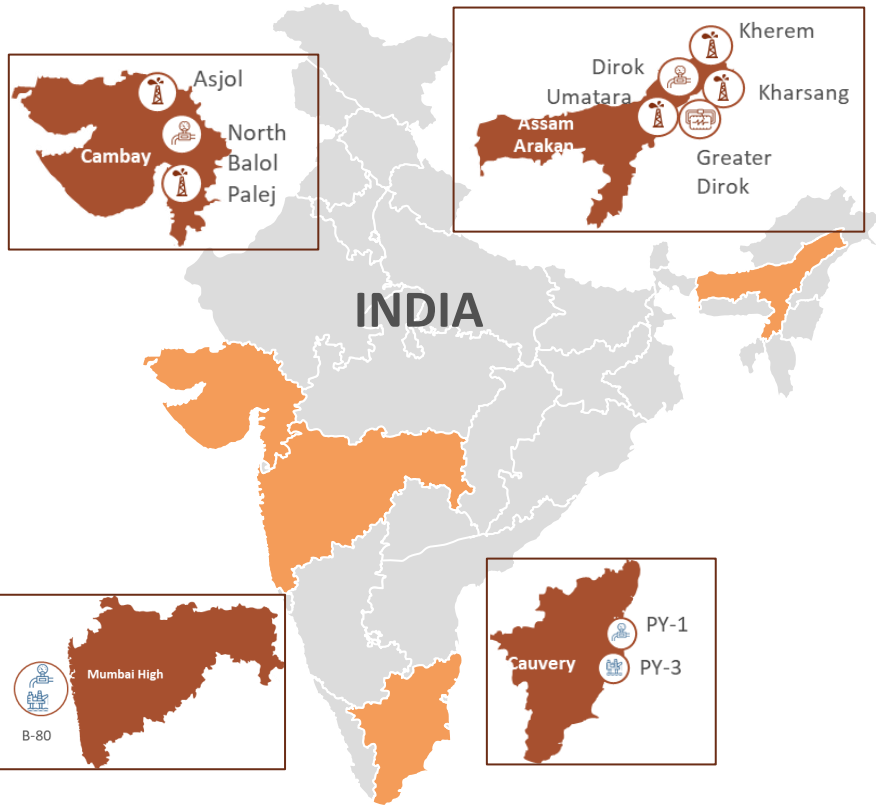 Asjol
North
Balol
Palej
Cambay
Kherem
Dirok
Umatara
Kharsang
Assam
Arakan
Greater
Dirok
INDIA
Mumbai High
B-80
PY-1
Cauvery
PY-3